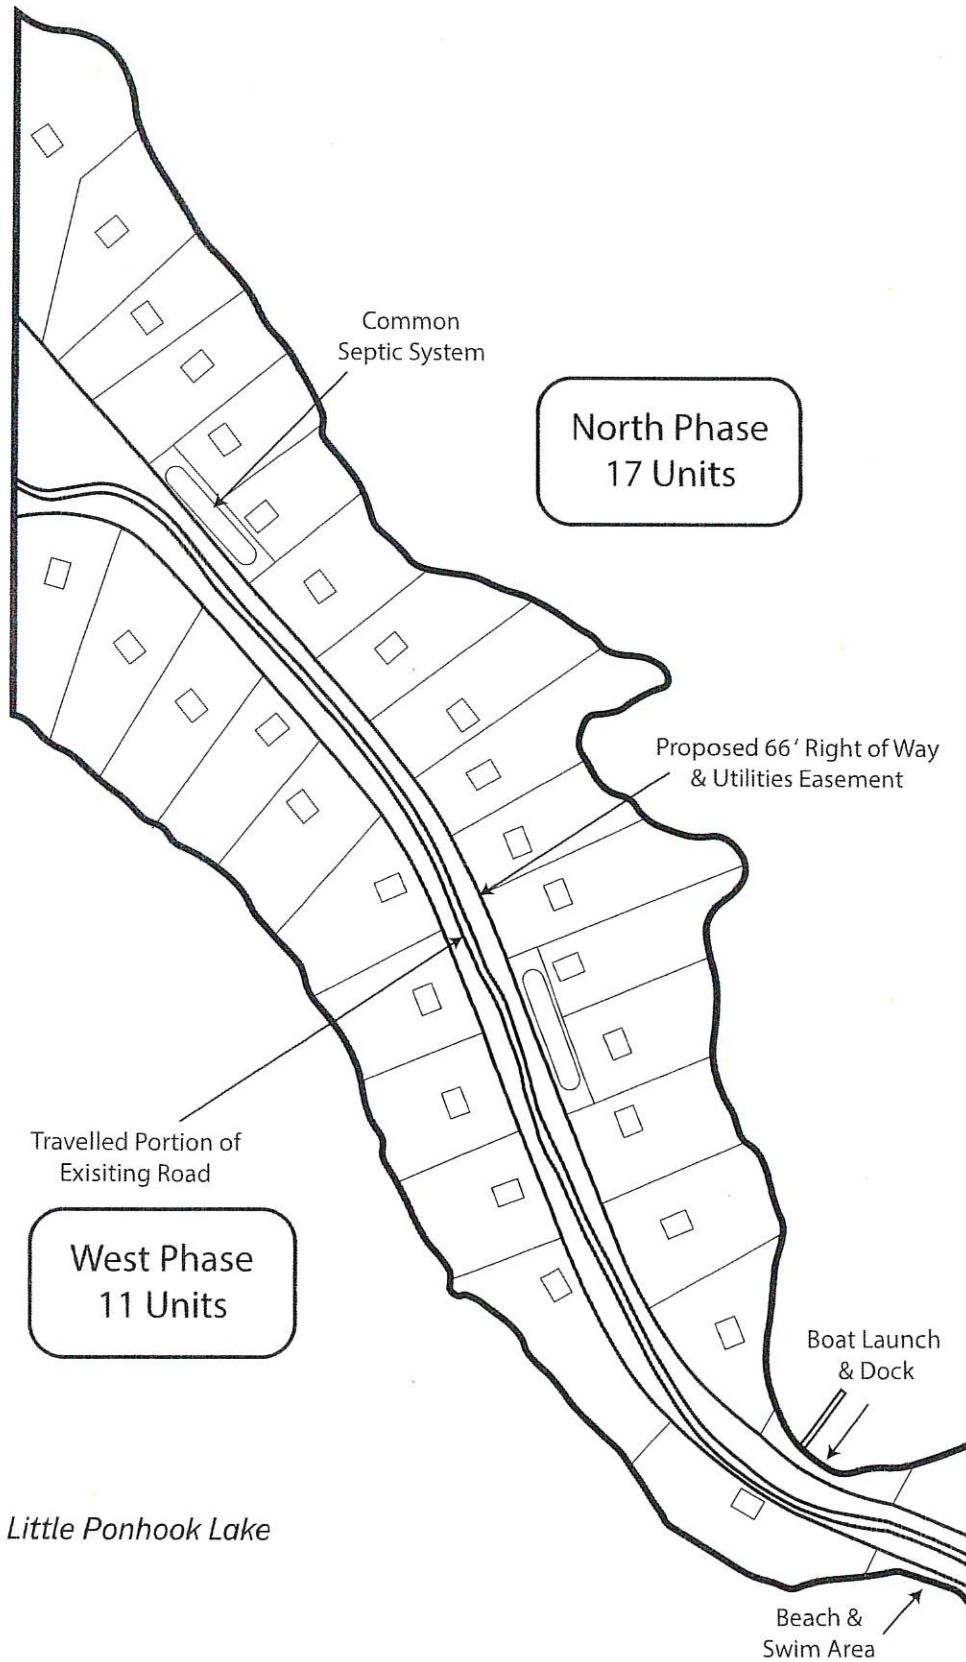 Common
Septic System
North Phase
17 Units
Proposed 66' Right of Way
& Utilities Easement
Travelled Portion of
Exisiting Road
West Phase
11 Units
Boat Launch
& Dock
Little Ponhook Lake
Beach &
Swim Area